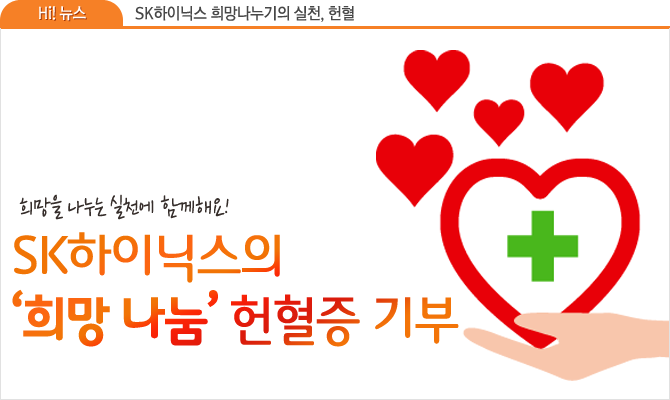 Hi! 뉴스
SK하이닉스 희망나누기의 실천, 헌혈
희망을 나누는 실천에 함께해요!
SK하이닉스의
‘희망 나눔’ 헌혈증 기부